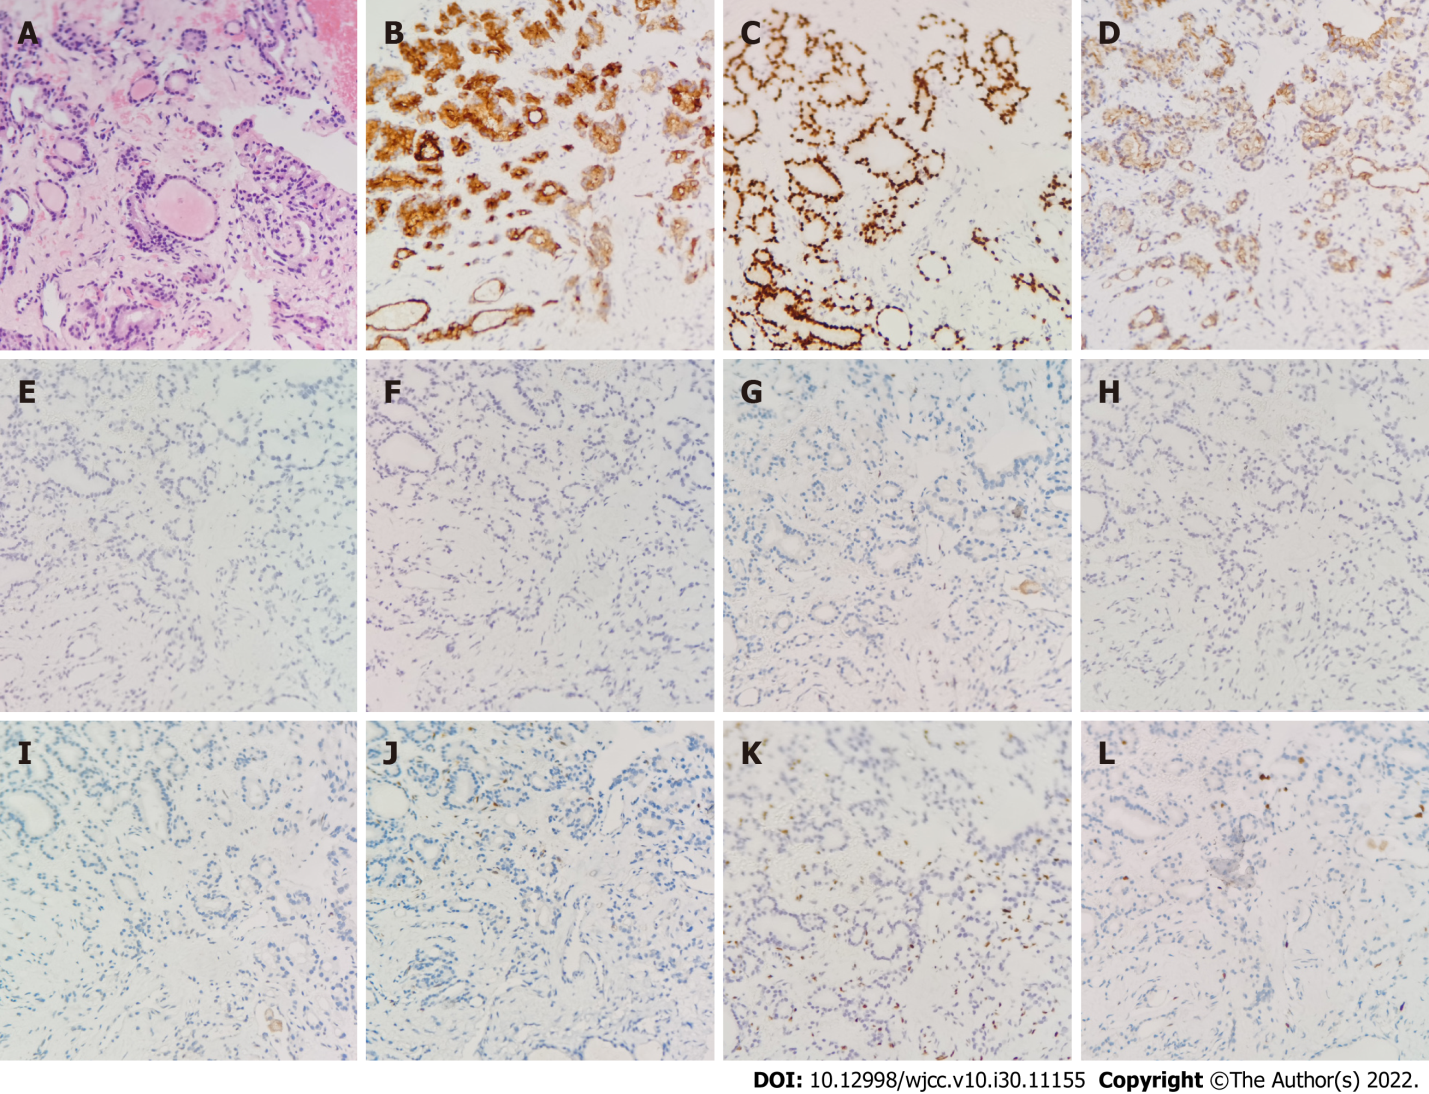 A B C D
E F G H
I J K L
DOI: 10.12998/wjcc.v10.i30.11155 Copyright ©The Author(s) 2022.